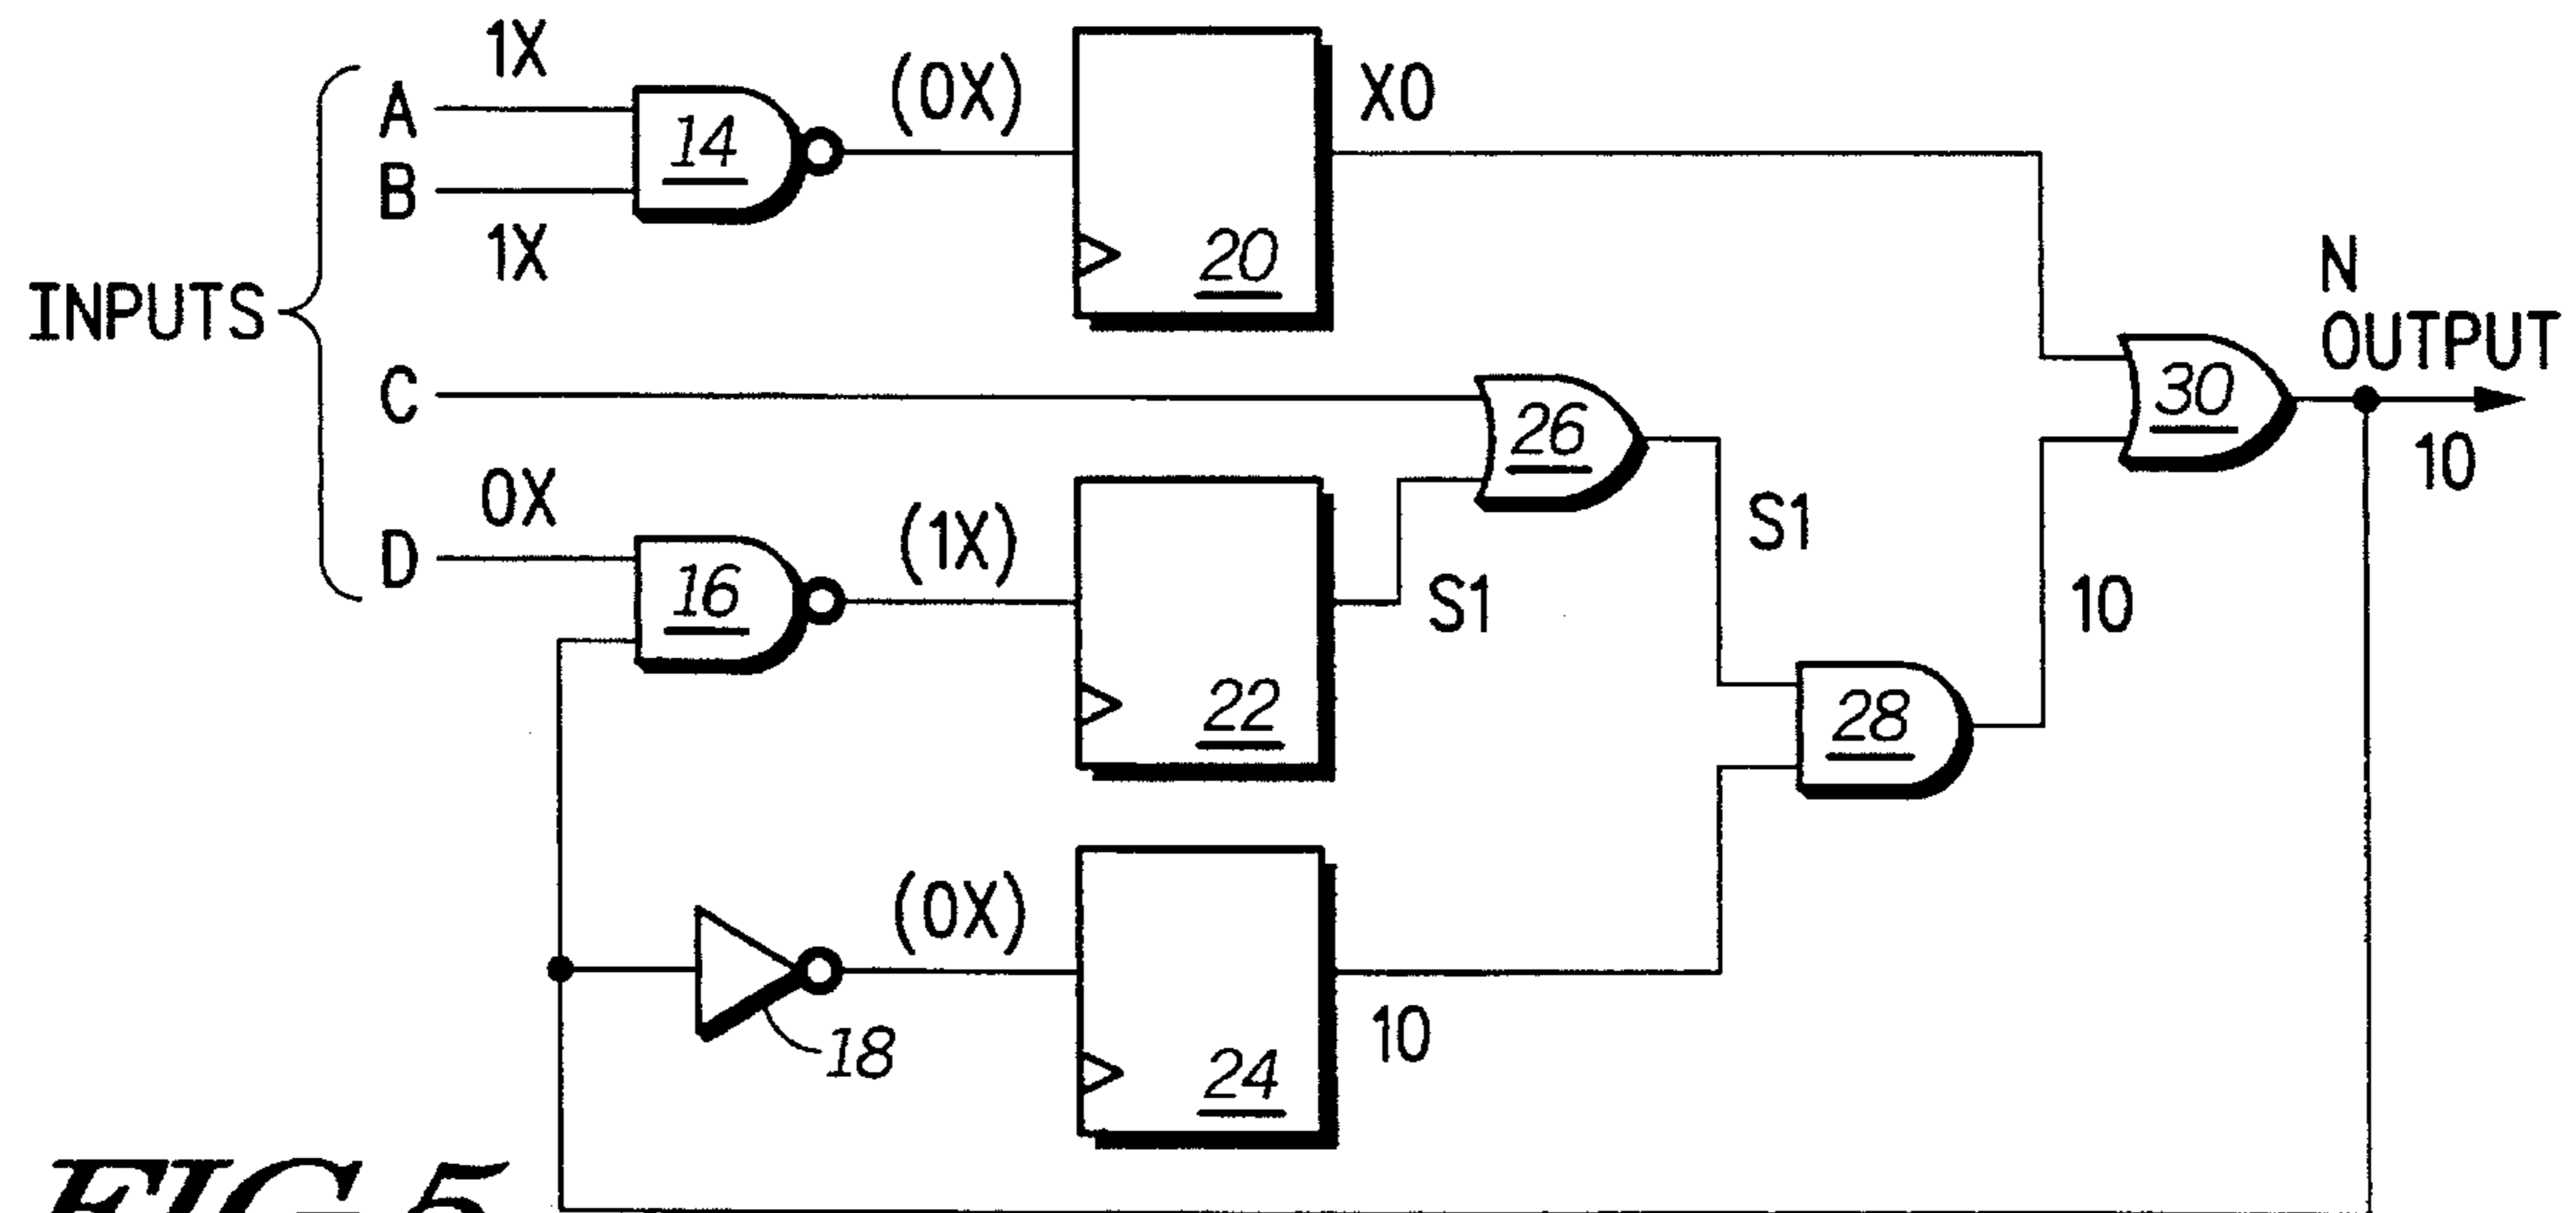 1X
A
B
1X
14
(0X)
20
X0
INPUTS
C
26
S1
N
OUTPUT
30
10
0X
D
16
(1X)
22
S1
28
10
18
(0X)
24
10
FIG.5